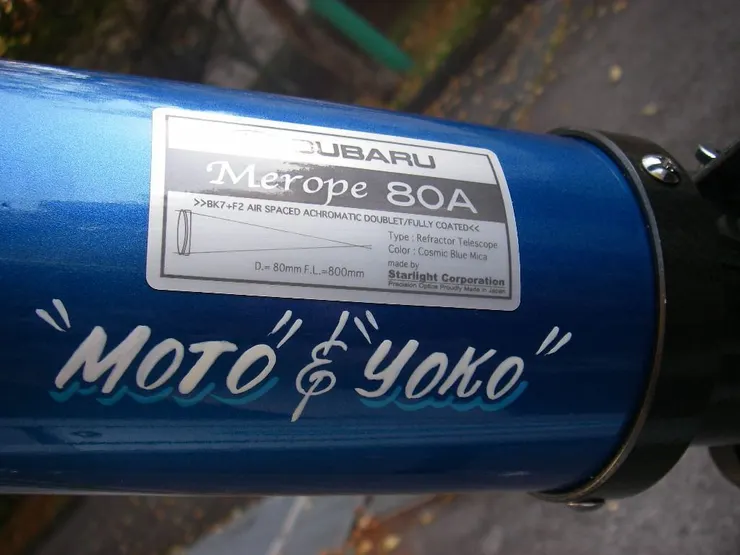 SUBARU
Merope 80A
>>BK7+F2 AIR SPACED ACHROMATIC DOUBLET/FULLY COATED<<
Type : Refractor Telescope
Color : Cosmic Blue Mica
made by
Starlight Corporation
Precision Optics Proudly Made in Japan
D.= 80mm F.L.=800mm
"MOTO" & "YOKO"